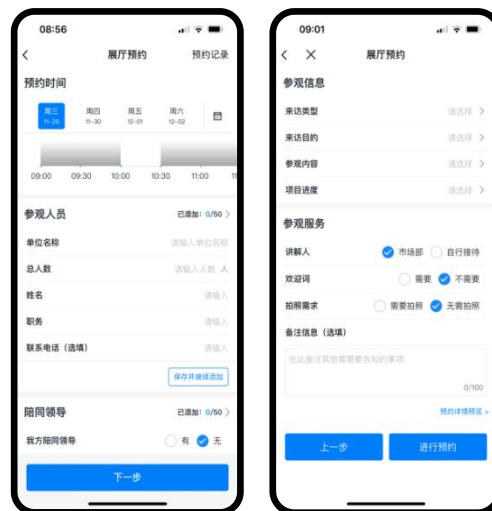 08:56
展厅预约 预约记录
预约时间
周三 周四 周五 周六
11-29 11-30 12-01 12-02
09:00 09:30 10:00 10:30 11:00 11
参观人员 已添加: 0/50
单位名称 请输入单位名称
总人数 请输入人数 人
姓名 请输入
职务 请输入
联系电话（选填） 请输入
保存并继续添加
陪同领导 已添加: 0/50
我方陪同领导 有 无
下一步
09:01
展厅预约
参观信息
来访类型 请选择
来访目的 请选择
参观内容 请选择
项目进度 请选择
参观服务
讲解人 市场部 自行接待
欢迎词 需要 不需要
拍照需求 需要拍照 无需拍照
备注信息（选填）
在此备注其他需要告知的事项
0/100
预约详情预览 >
上一步 进行预约